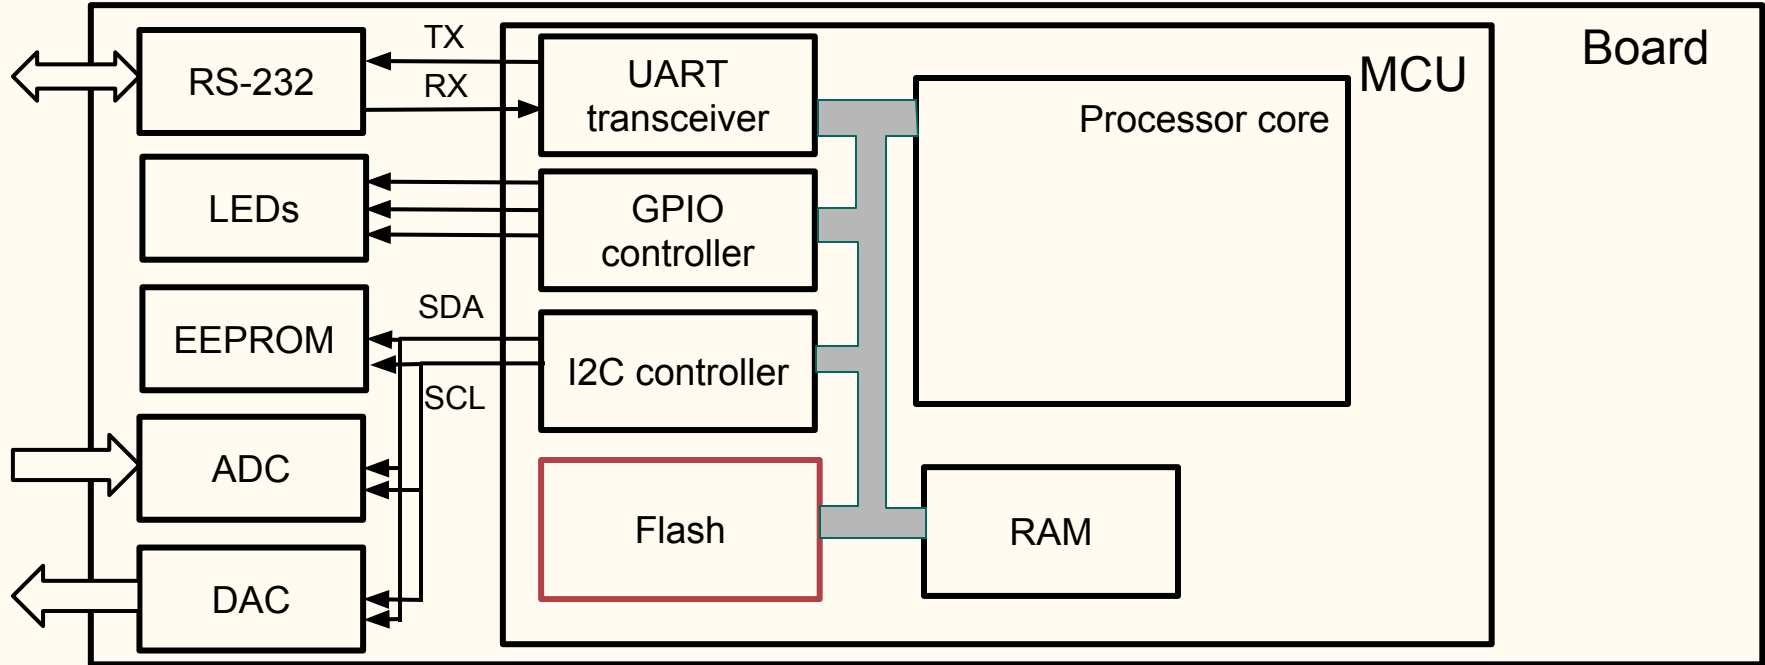 Board
MCU
RS-232
TX
RX
UART
transceiver
Processor core
LEDs
GPIO
controller
EEPROM
SDA
SCL
I2C controller
ADC
Flash
RAM
DAC